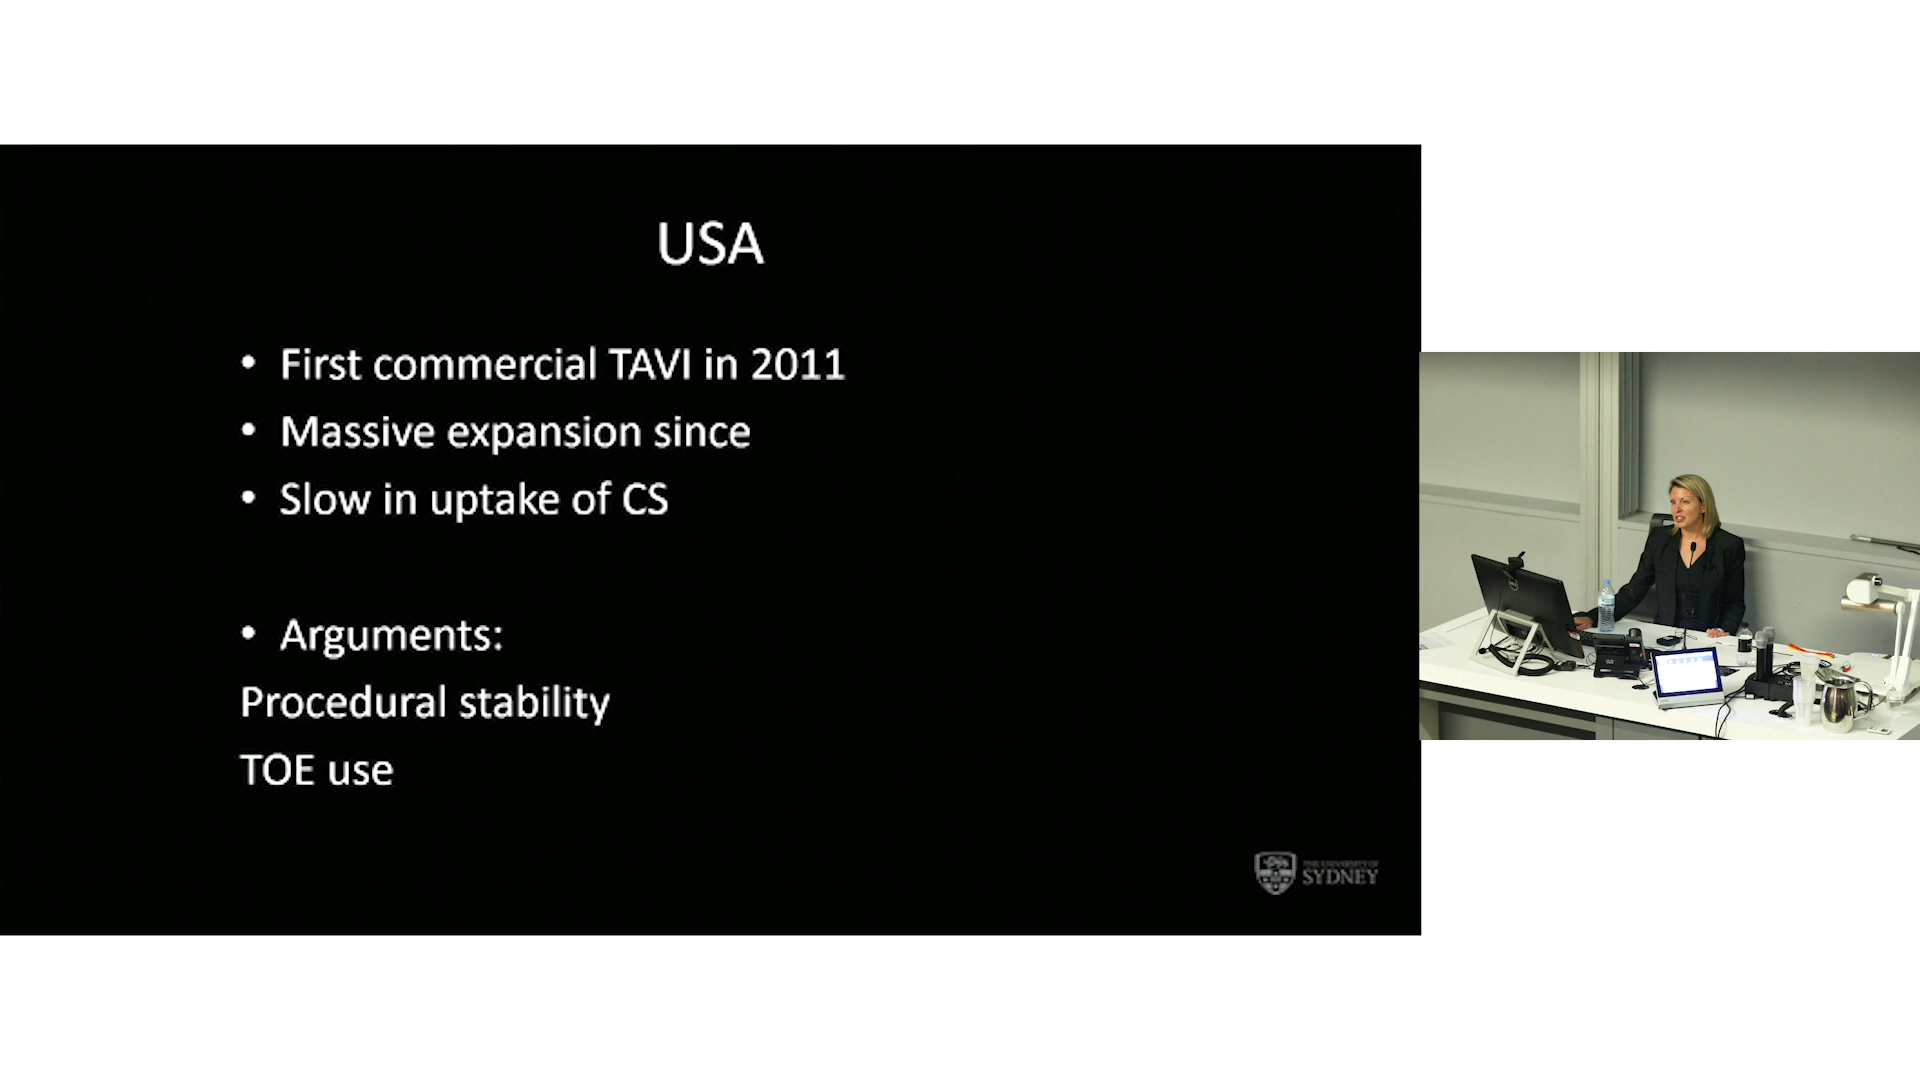 USA
• First commercial TAVI in 2011
• Massive expansion since
• Slow in uptake of CS
• Arguments:
Procedural stability
TOE use
THE UNIVERSITY OF
SYDNEY